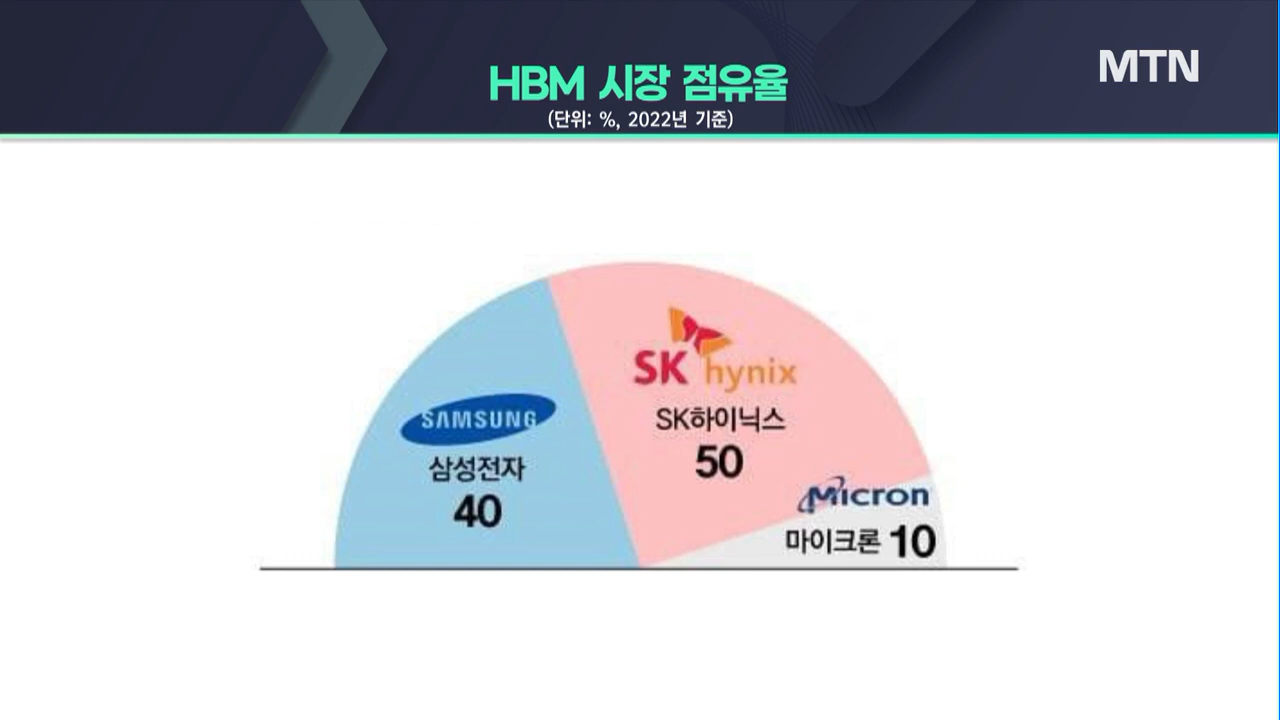 HBM 시장 점유율
(단위: %, 2022년 기준)
MTN
SAMSUNG
삼성전자
40
SK hynix
SK하이닉스
50
Micron
마이크론 10